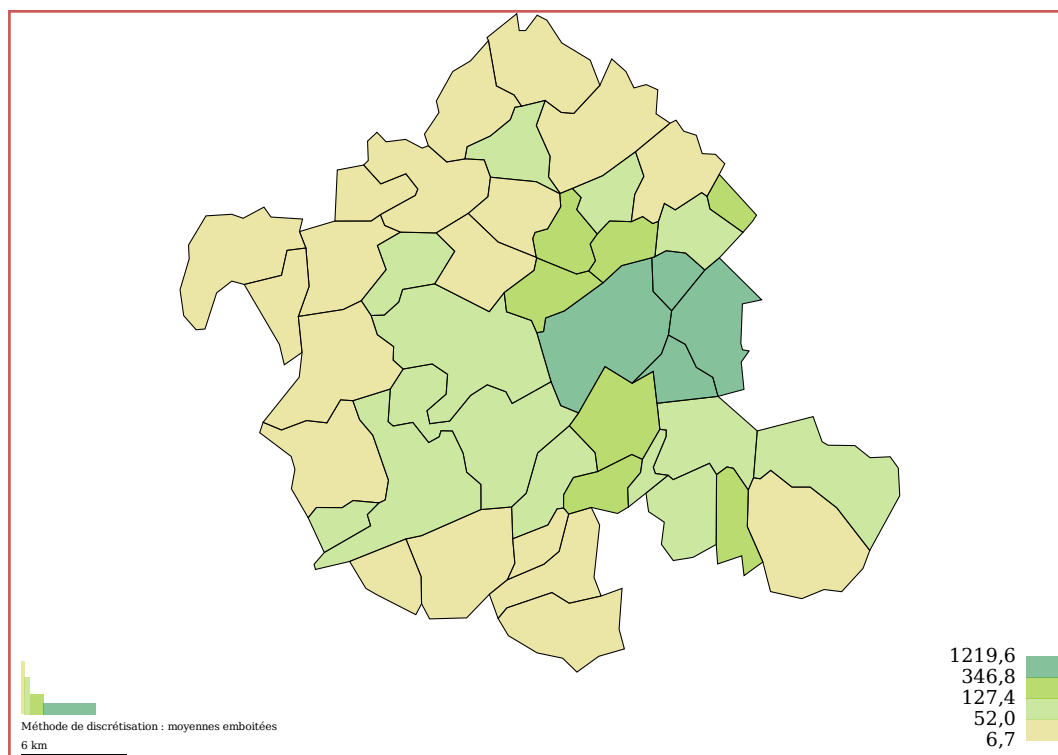 1219,6
346,8
127,4
52,0
6,7
Méthode de discrétisation : moyennes emboitées
6 km